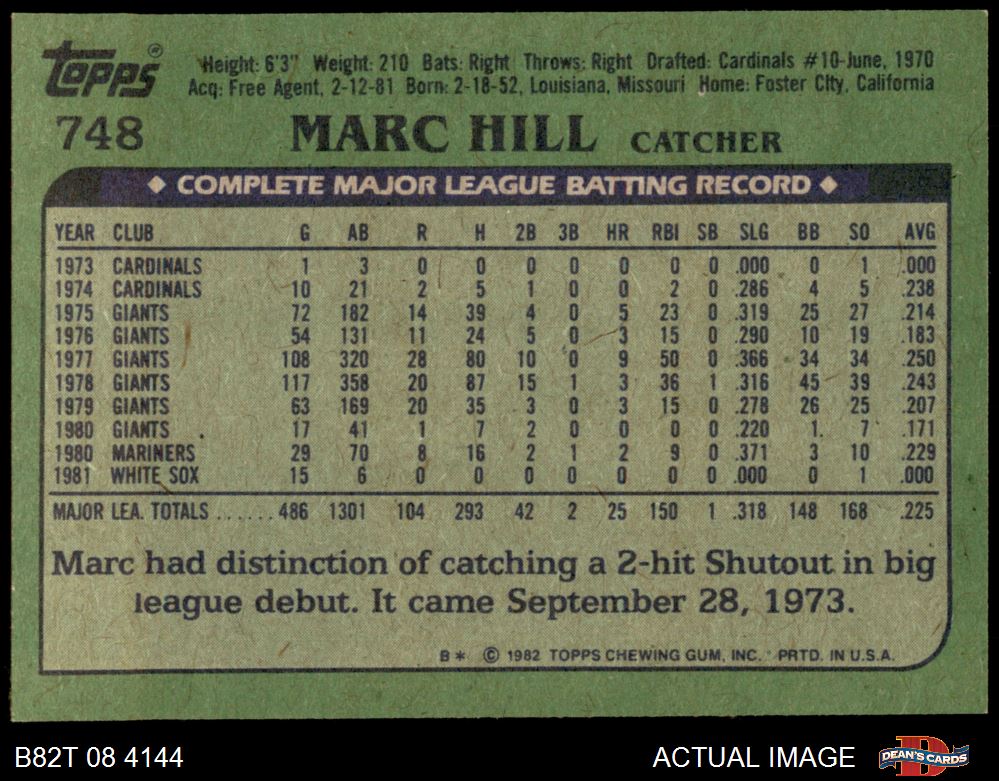 Topps ®
Height: 6'3" Weight: 210 Bats: Right Throws: Right Drafted: Cardinals #10-June, 1970
Acq: Free Agent, 2-12-81 Born: 2-18-52, Louisiana, Missouri Home: Foster City, California
748 MARC HILL CATCHER
◆ COMPLETE MAJOR LEAGUE BATTING RECORD ◆
YEAR CLUB G AB R H 2B 3B HR RBI SB SLG BB SO AVG
1973 CARDINALS 1 3 0 0 0 0 0 0 0 .000 0 1 .000
1974 CARDINALS 10 21 2 5 1 0 0 2 0 .286 4 5 .238
1975 GIANTS 72 182 14 39 4 0 5 23 0 .319 25 27 .214
1976 GIANTS 54 131 11 24 5 0 3 15 0 .290 10 19 .183
1977 GIANTS 108 320 28 80 10 0 9 50 0 .366 34 34 .250
1978 GIANTS 117 358 20 87 15 1 3 36 1 .316 45 39 .243
1979 GIANTS 63 169 20 35 3 0 3 15 0 .278 26 25 .207
1980 GIANTS 17 41 1 7 2 0 0 0 0 .220 1 7 .171
1980 MARINERS 29 70 8 16 2 1 2 9 0 .371 3 10 .229
1981 WHITE SOX 15 6 0 0 0 0 0 0 0 .000 0 1 .000
MAJOR LEA. TOTALS ...... 486 1301 104 293 42 2 25 150 1 .318 148 168 .225
Marc had distinction of catching a 2-hit Shutout in big
league debut. It came September 28, 1973.
B* © 1982 TOPPS CHEWING GUM, INC. PRTD. IN U.S.A.
B82T 08 4144 ACTUAL IMAGE D DEAN'S CARDS